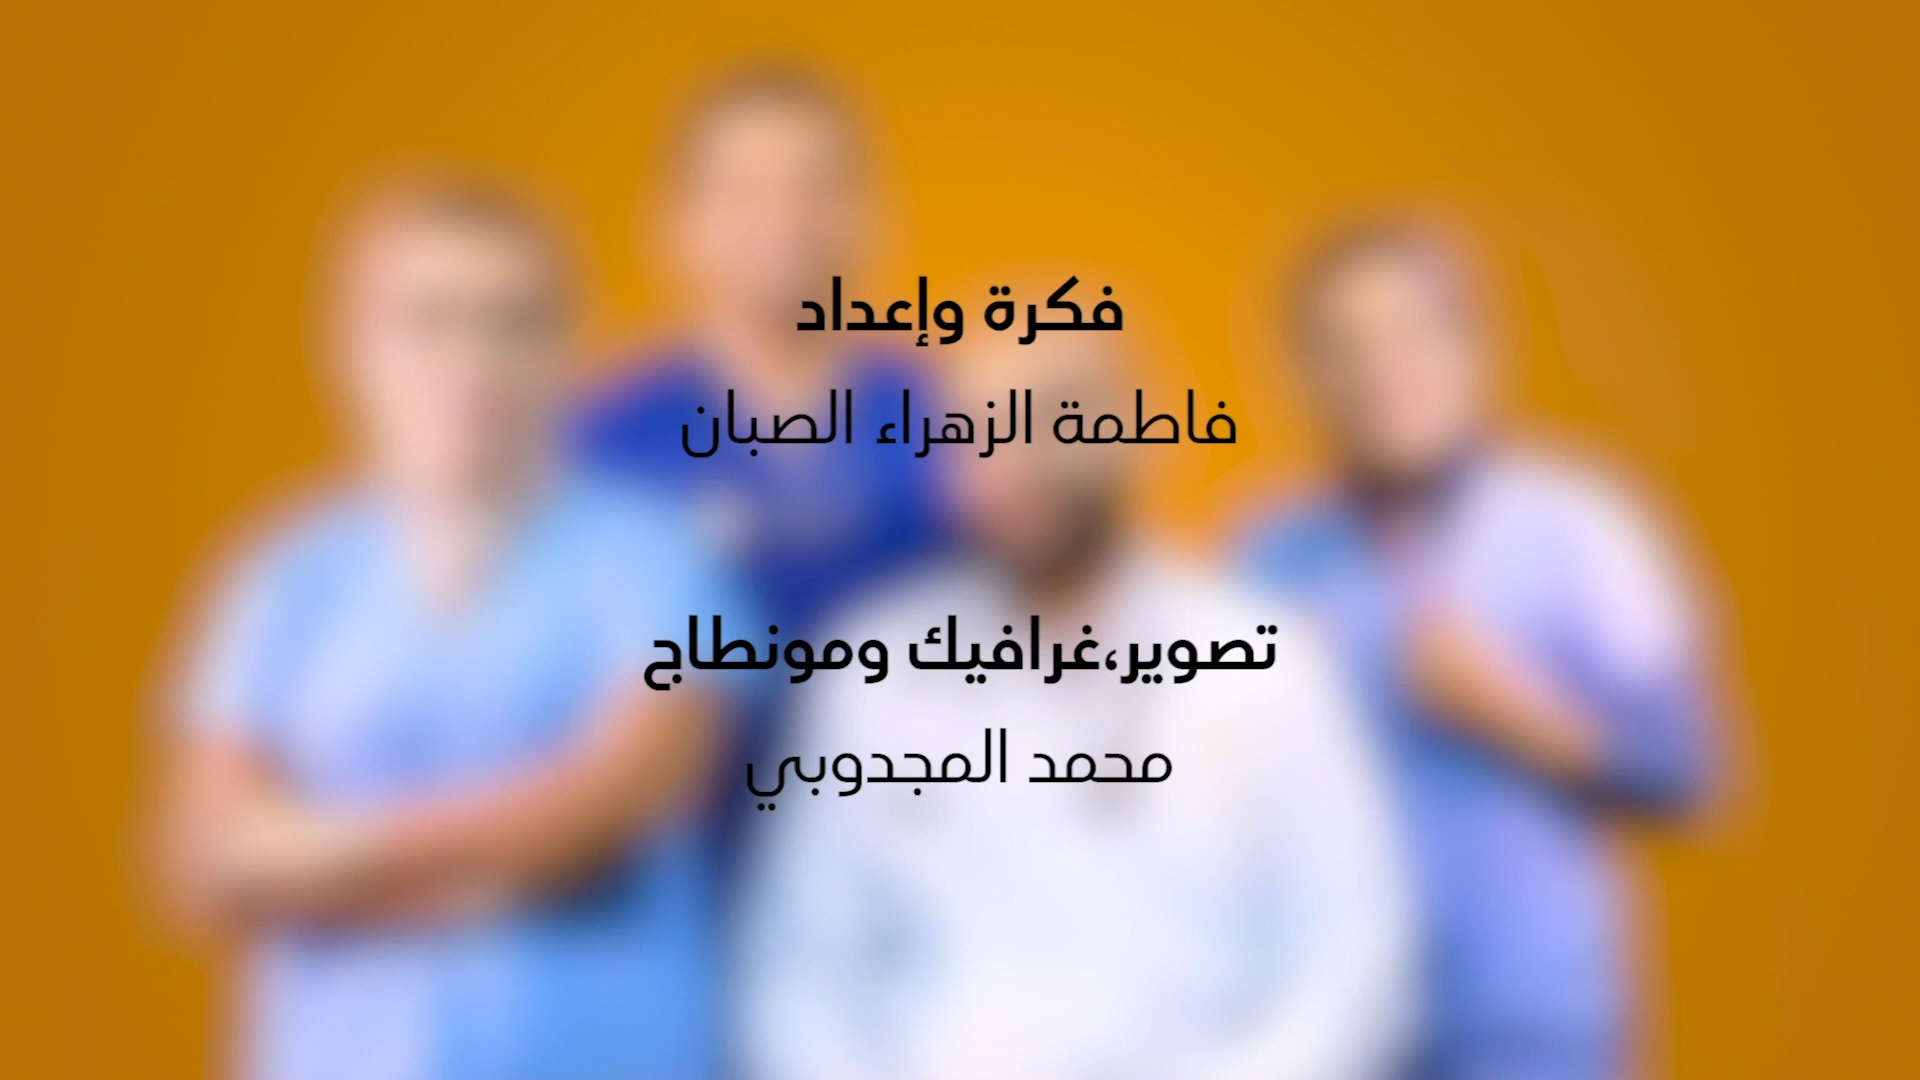 فكرة وإعداد
فاطمة الزهراء الصبان
تصوير،غرافيك ومونطاج
محمد المجدوبي